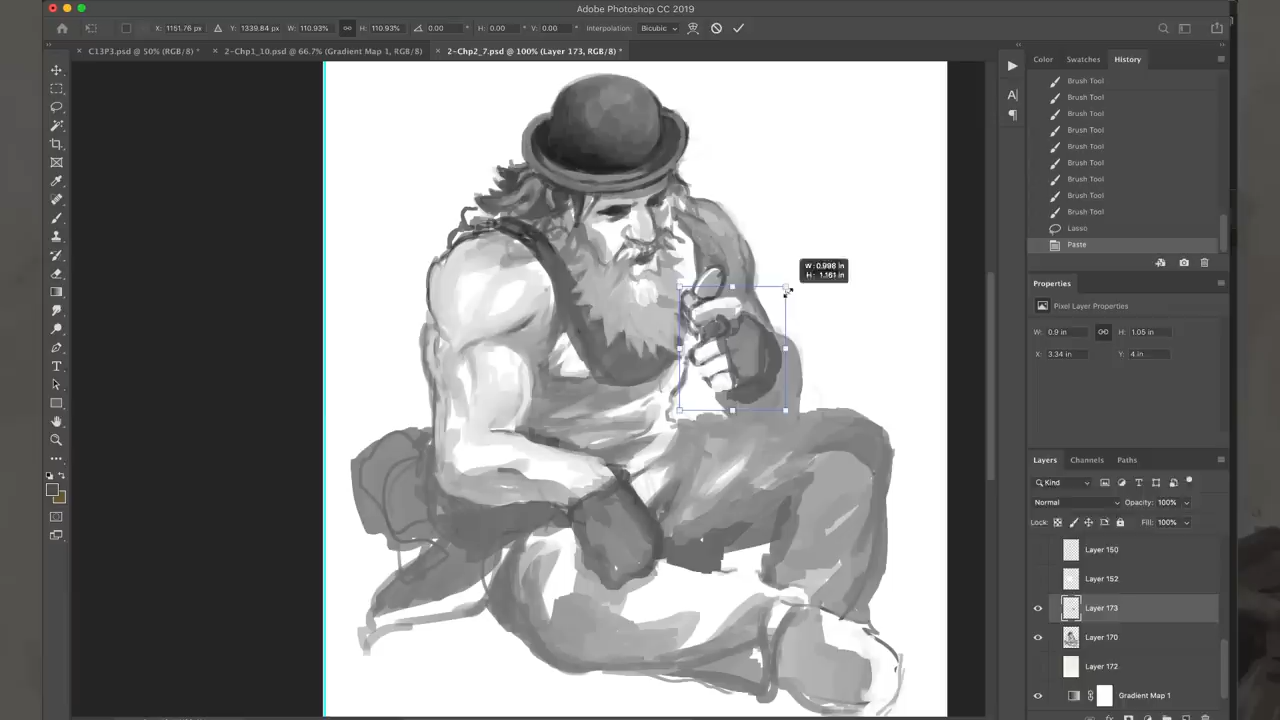 Adobe Photoshop CC 2019
X: 1151.76 px Y: 1339.84 px W: 110.93% H: 110.93% 0.00 ° H: 0.00 ° V: 0.00 ° Interpolation: Bicubic
× C13P3.psd @ 50% (RGB/8) * × 2-Chp1_10.psd @ 66.7% (Gradient Map 1, RGB/8) × 2-Chp2_7.psd @ 100% (Layer 173, RGB/8) *
Color Swatches History
Brush Tool
Brush Tool
Brush Tool
Brush Tool
Brush Tool
Brush Tool
Brush Tool
Brush Tool
Brush Tool
Lasso
Paste
W: 0.998 in
H: 1.161 in
Properties
Pixel Layer Properties
W: 0.9 in H: 1.05 in
X: 3.34 in Y: 4 in
Layers Channels Paths
Kind
Normal Opacity: 100%
Lock: Fill: 100%
Layer 150
Layer 152
Layer 173
Layer 170
Layer 172
Gradient Map 1